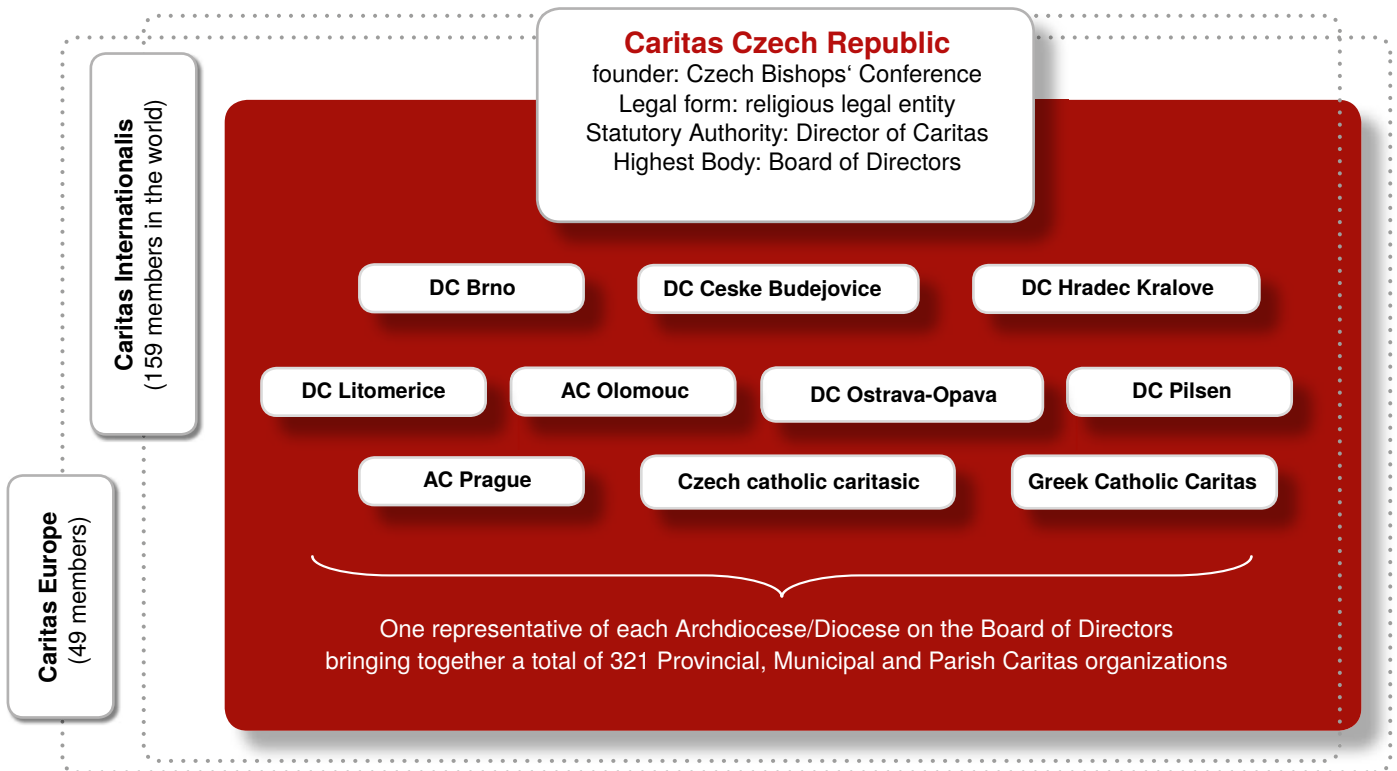 Caritas Czech Republic
founder: Czech Bishops‘ Conference
Legal form: religious legal entity
Statutory Authority: Director of Caritas
Highest Body: Board of Directors
Caritas Internationalis
(159 members in the world)
Caritas Europe
(49 members)
DC Brno
DC Ceske Budejovice
DC Hradec Kralove
DC Litomerice
AC Olomouc
DC Ostrava-Opava
DC Pilsen
AC Prague
Czech catholic caritasic
Greek Catholic Caritas
One representative of each Archdiocese/Diocese on the Board of Directors
bringing together a total of 321 Provincial, Municipal and Parish Caritas organizations